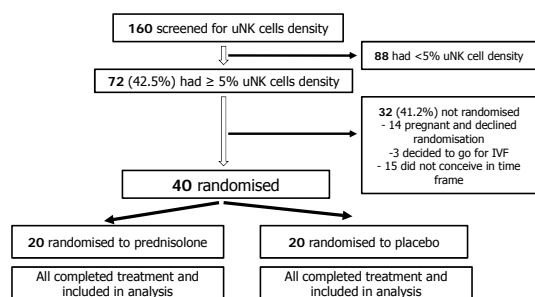 160 screened for uNK cells density
88 had <5% uNK cell density
72 (42.5%) had ≥ 5% uNK cells density
32 (41.2%) not randomised
- 14 pregnant and declined
randomisation
-3 decided to go for IVF
- 15 did not conceive in time
frame
40 randomised
20 randomised to prednisolone
20 randomised to placebo
All completed treatment and
included in analysis
All completed treatment and
included in analysis